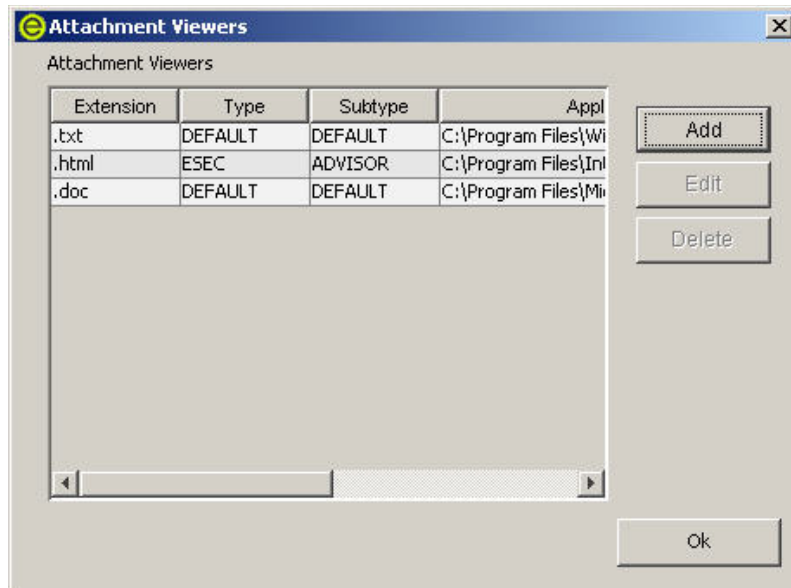 Attachment Viewers
Attachment Viewers
Extension Type Subtype Appl
.txt DEFAULT DEFAULT C:\Program Files\Wi
.html ESEC ADVISOR C:\Program Files\Int
.doc DEFAULT DEFAULT C:\Program Files\Mi
Add
Edit
Delete
Ok